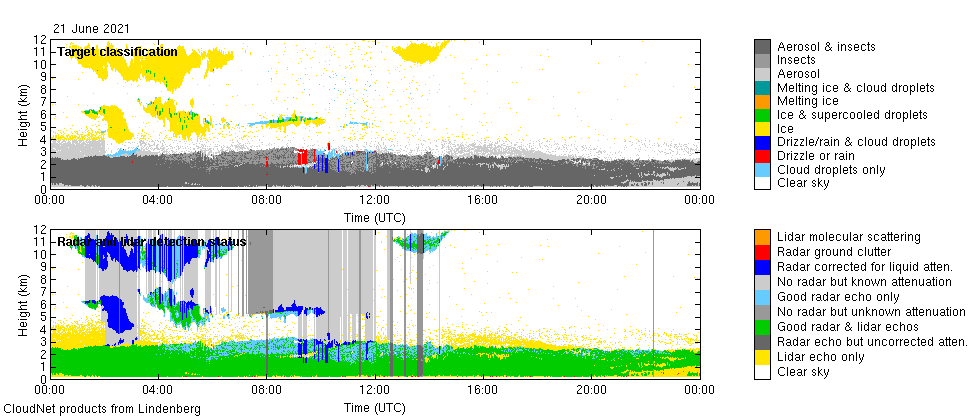 21 June 2021
Target classification
Height (km)
12
11
10
9
8
7
6
5
4
3
2
1
0
00:00 04:00 08:00 12:00 16:00 20:00 00:00
Time (UTC)
Aerosol & insects
Insects
Aerosol
Melting ice & cloud droplets
Melting ice
Ice & supercooled droplets
Ice
Drizzle/rain & cloud droplets
Drizzle or rain
Cloud droplets only
Clear sky
Radar and lidar detection status
Height (km)
12
11
10
9
8
7
6
5
4
3
2
1
0
00:00 04:00 08:00 12:00 16:00 20:00 00:00
Time (UTC)
Lidar molecular scattering
Radar ground clutter
Radar corrected for liquid atten.
No radar but known attenuation
Good radar echo only
No radar but unknown attenuation
Good radar & lidar echos
Radar echo but uncorrected atten.
Lidar echo only
Clear sky
CloudNet products from Lindenberg